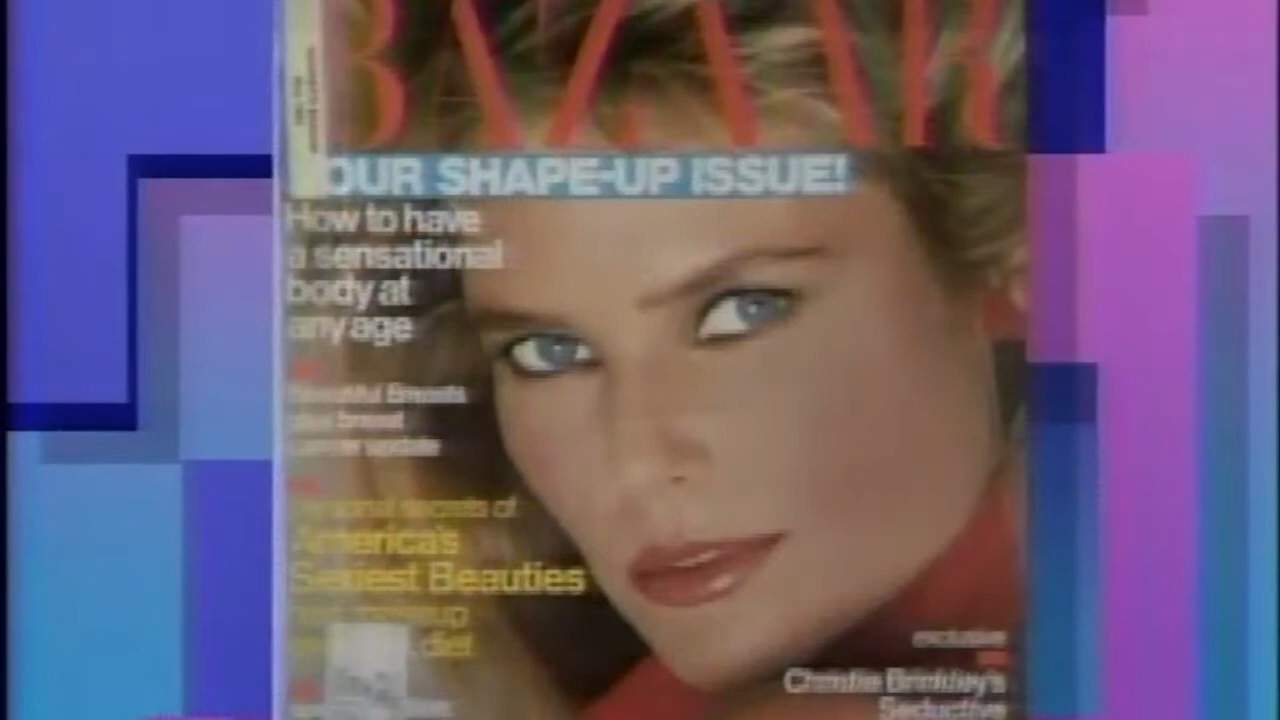 BAZAAR
OUR SHAPE-UP ISSUE!
How to have
a sensational
body at
any age
Beautiful Breasts
plus breast
cancer update
Personal secrets of
America's
Sexiest Beauties
diet
exclusive
Christie Brinkley's
Seductive